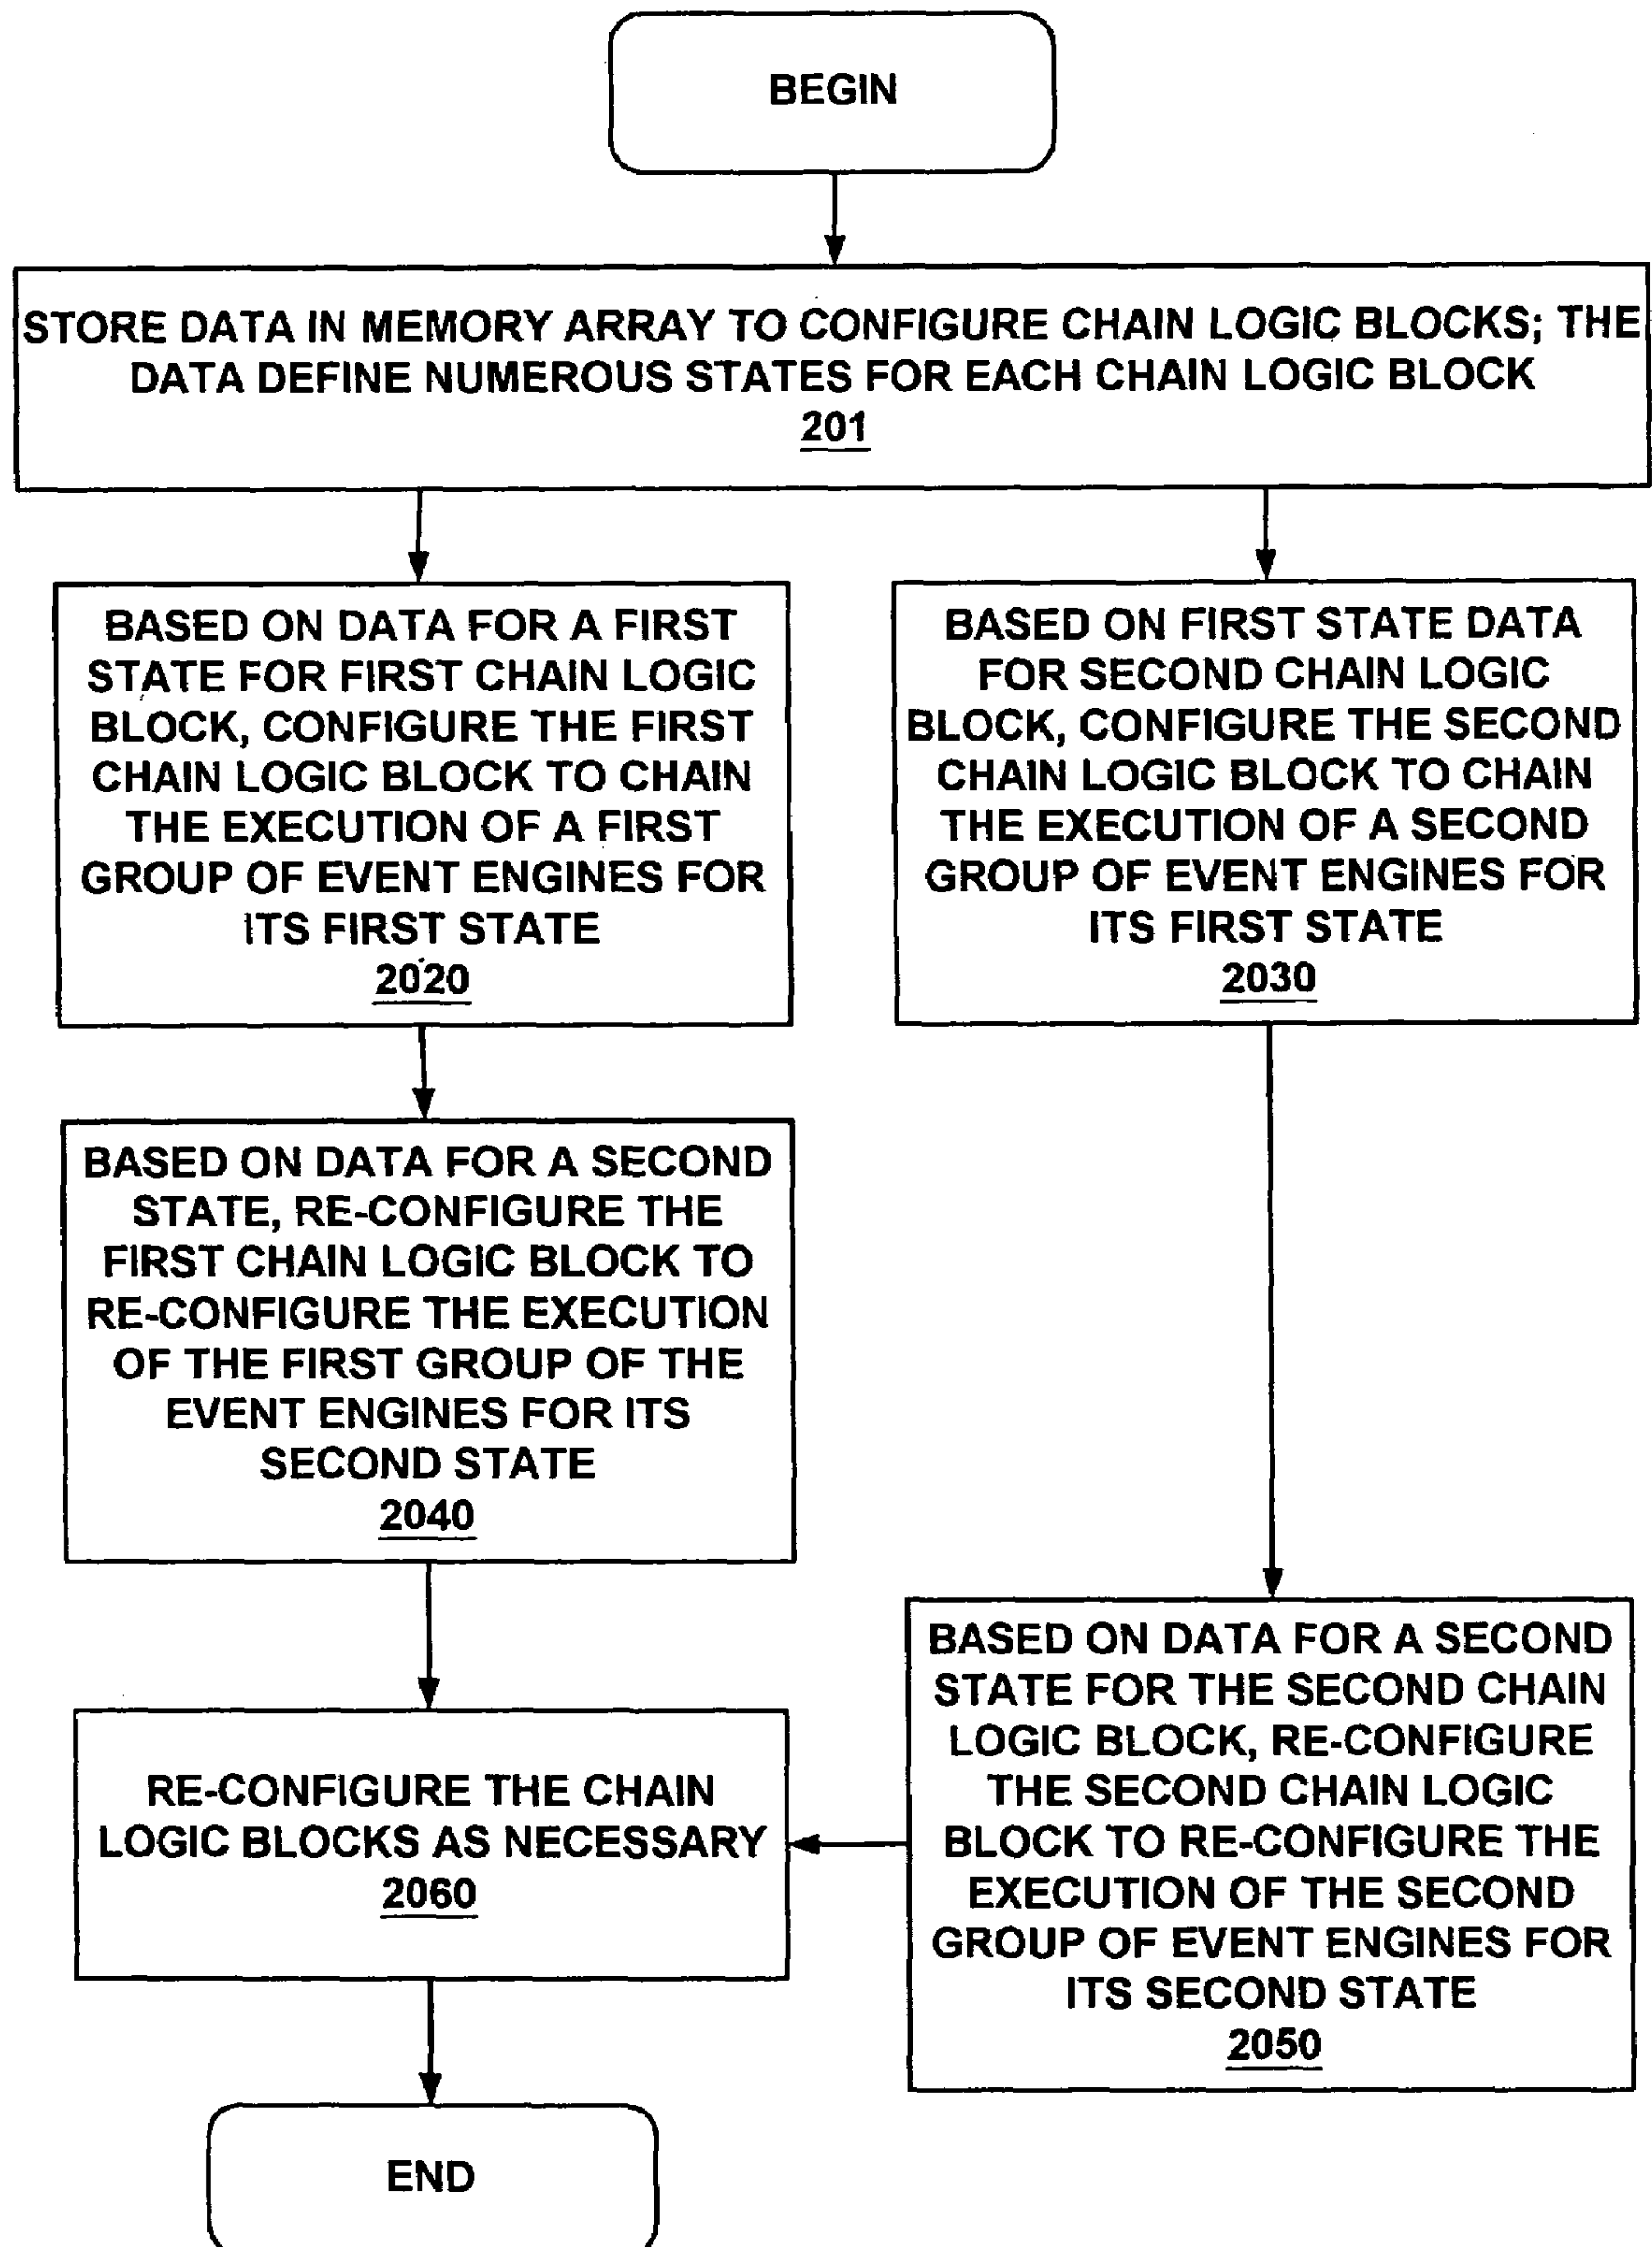 BEGIN
STORE DATA IN MEMORY ARRAY TO CONFIGURE CHAIN LOGIC BLOCKS; THE
DATA DEFINE NUMEROUS STATES FOR EACH CHAIN LOGIC BLOCK
201
BASED ON DATA FOR A FIRST
STATE FOR FIRST CHAIN LOGIC
BLOCK, CONFIGURE THE FIRST
CHAIN LOGIC BLOCK TO CHAIN
THE EXECUTION OF A FIRST
GROUP OF EVENT ENGINES FOR
ITS FIRST STATE
2020
BASED ON FIRST STATE DATA
FOR SECOND CHAIN LOGIC
BLOCK, CONFIGURE THE SECOND
CHAIN LOGIC BLOCK TO CHAIN
THE EXECUTION OF A SECOND
GROUP OF EVENT ENGINES FOR
ITS FIRST STATE
2030
BASED ON DATA FOR A SECOND
STATE, RE-CONFIGURE THE
FIRST CHAIN LOGIC BLOCK TO
RE-CONFIGURE THE EXECUTION
OF THE FIRST GROUP OF THE
EVENT ENGINES FOR ITS
SECOND STATE
2040
BASED ON DATA FOR A SECOND
STATE FOR THE SECOND CHAIN
LOGIC BLOCK, RE-CONFIGURE
THE SECOND CHAIN LOGIC
BLOCK TO RE-CONFIGURE THE
EXECUTION OF THE SECOND
GROUP OF EVENT ENGINES FOR
ITS SECOND STATE
2050
RE-CONFIGURE THE CHAIN
LOGIC BLOCKS AS NECESSARY
2060
END